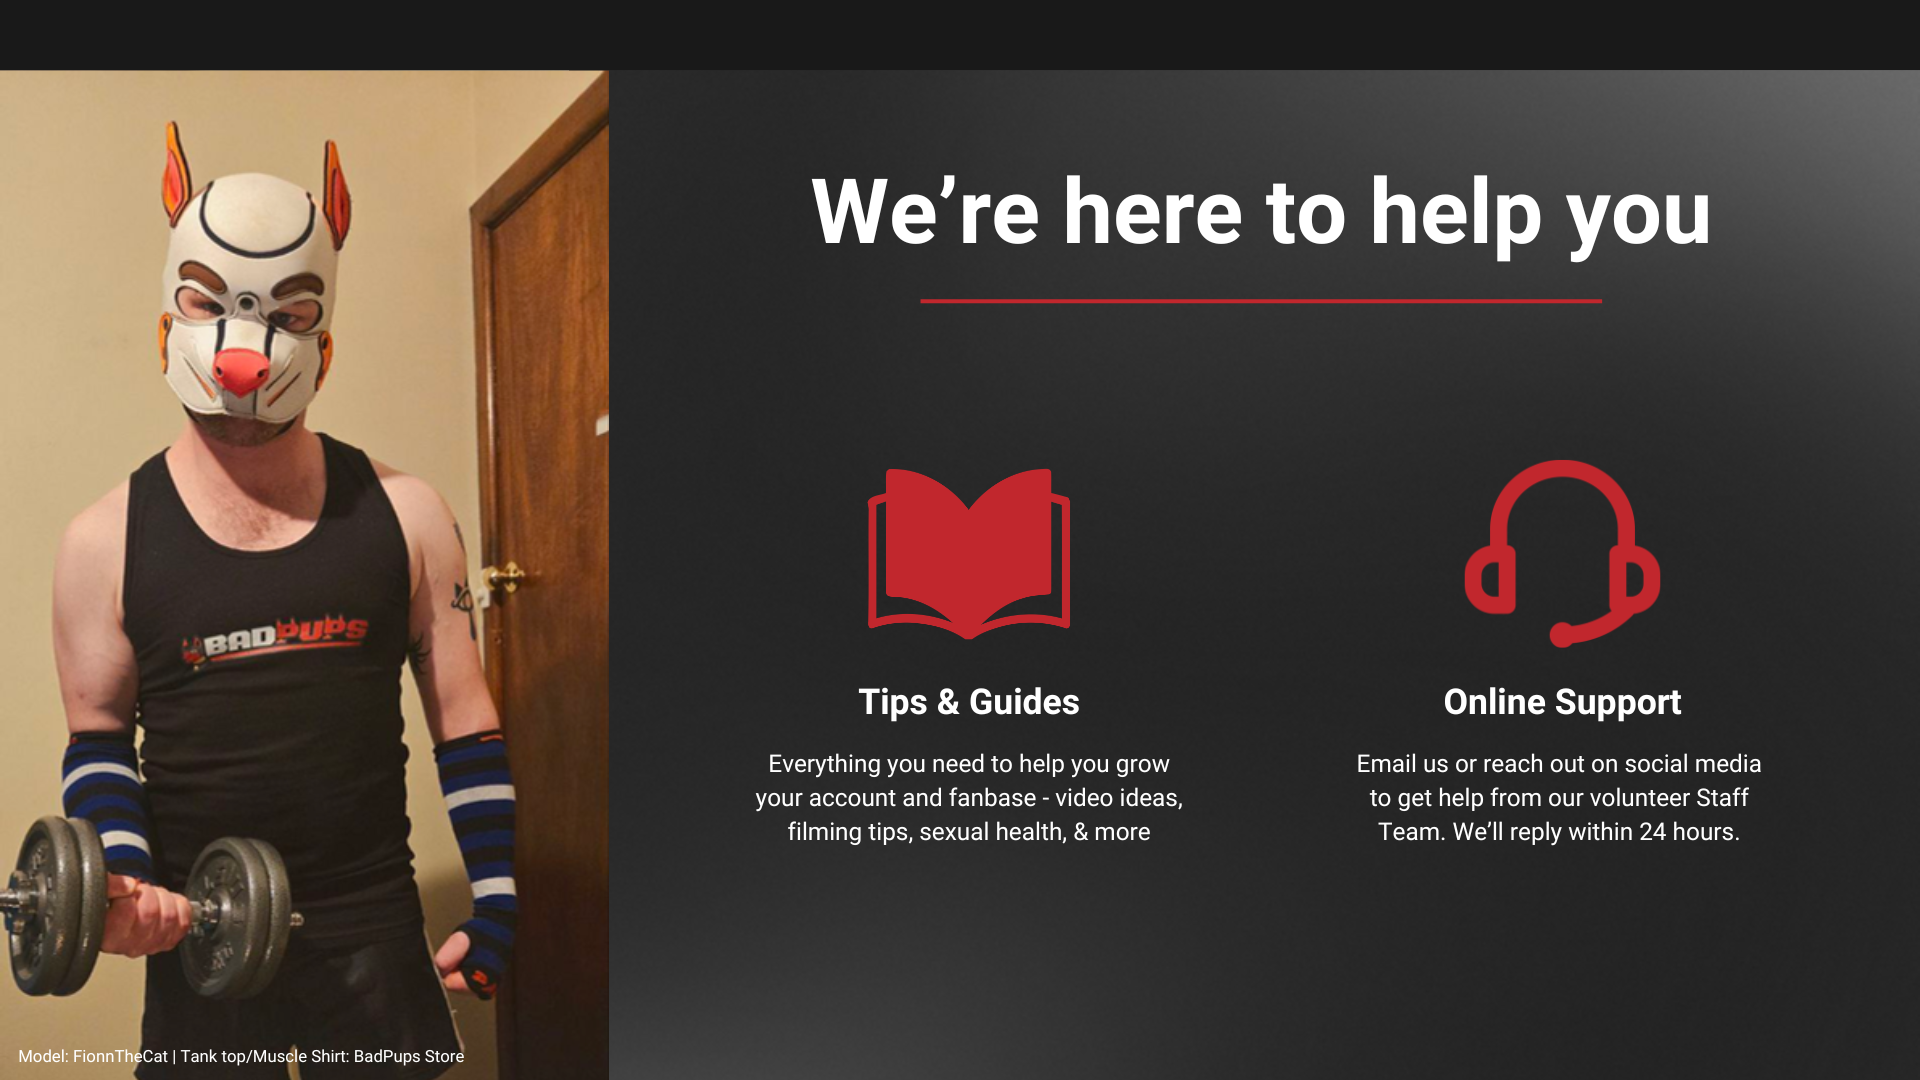 We’re here to help you
BADPUPS
Tips & Guides
Everything you need to help you grow
your account and fanbase - video ideas,
filming tips, sexual health, & more
Online Support
Email us or reach out on social media
to get help from our volunteer Staff
Team. We’ll reply within 24 hours.
Model: FionnTheCat | Tank top/Muscle Shirt: BadPups Store